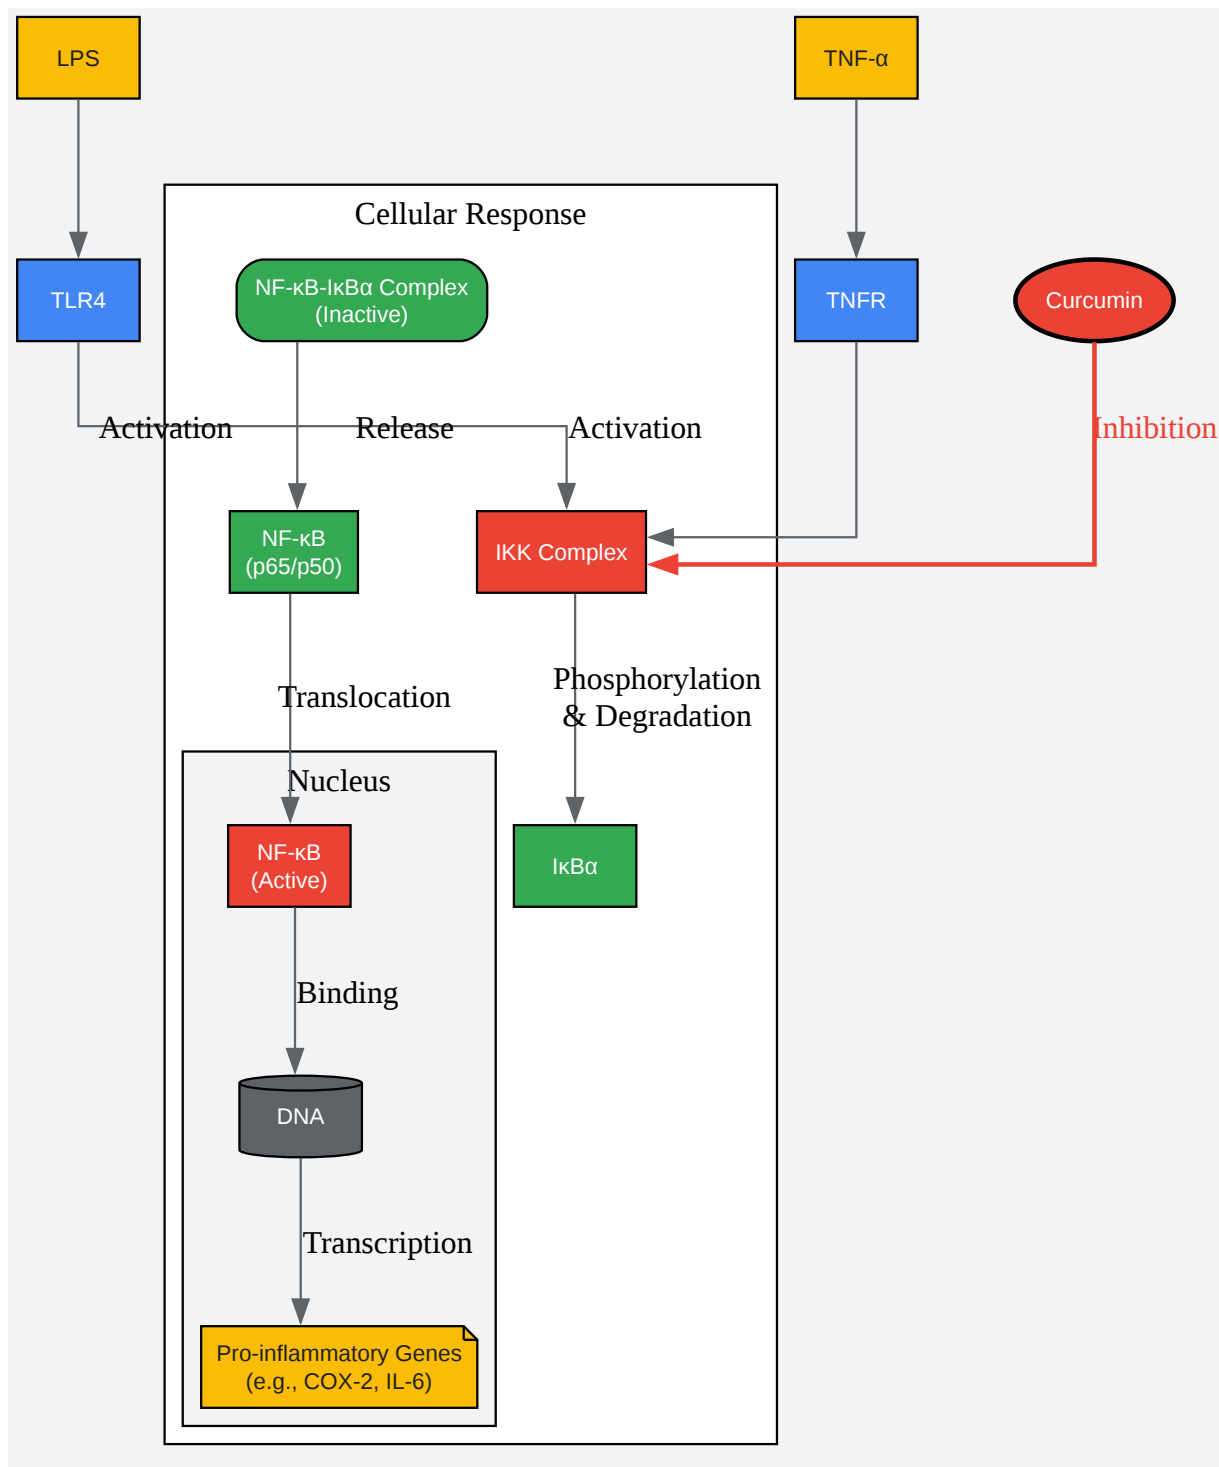 LPS
TNF-α
Cellular Response
TLR4
NF-κB-IκBα Complex
(Inactive)
TNFR
Curcumin
Activation
Release
Activation
Inhibition
NF-κB
(p65/p50)
IKK Complex
Translocation
Phosphorylation
& Degradation
Nucleus
NF-κB
(Active)
IκBα
Binding
DNA
Transcription
Pro-inflammatory Genes
(e.g., COX-2, IL-6)